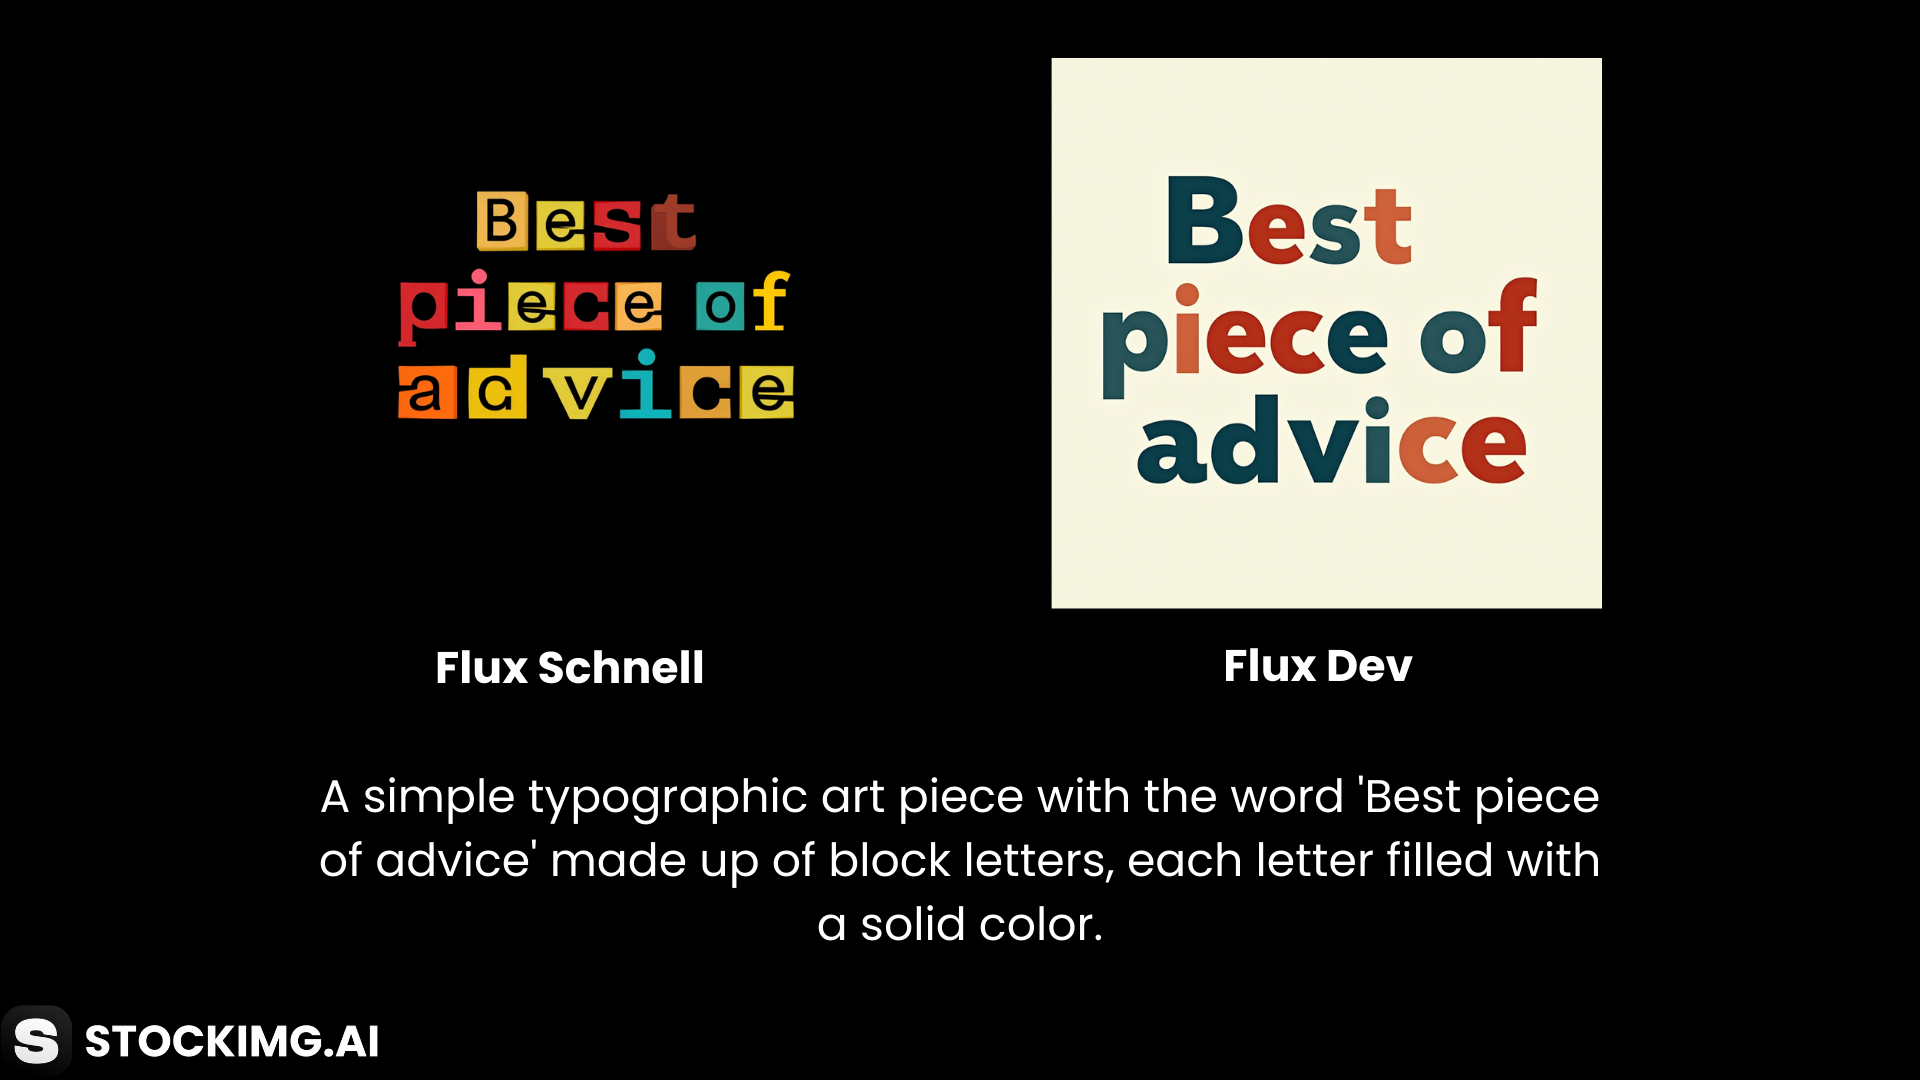 Best
piece of
advice
Best
piece of
advice
Flux Schnell
Flux Dev
A simple typographic art piece with the word 'Best piece
of advice' made up of block letters, each letter filled with
a solid color.
S STOCKIMG.AI